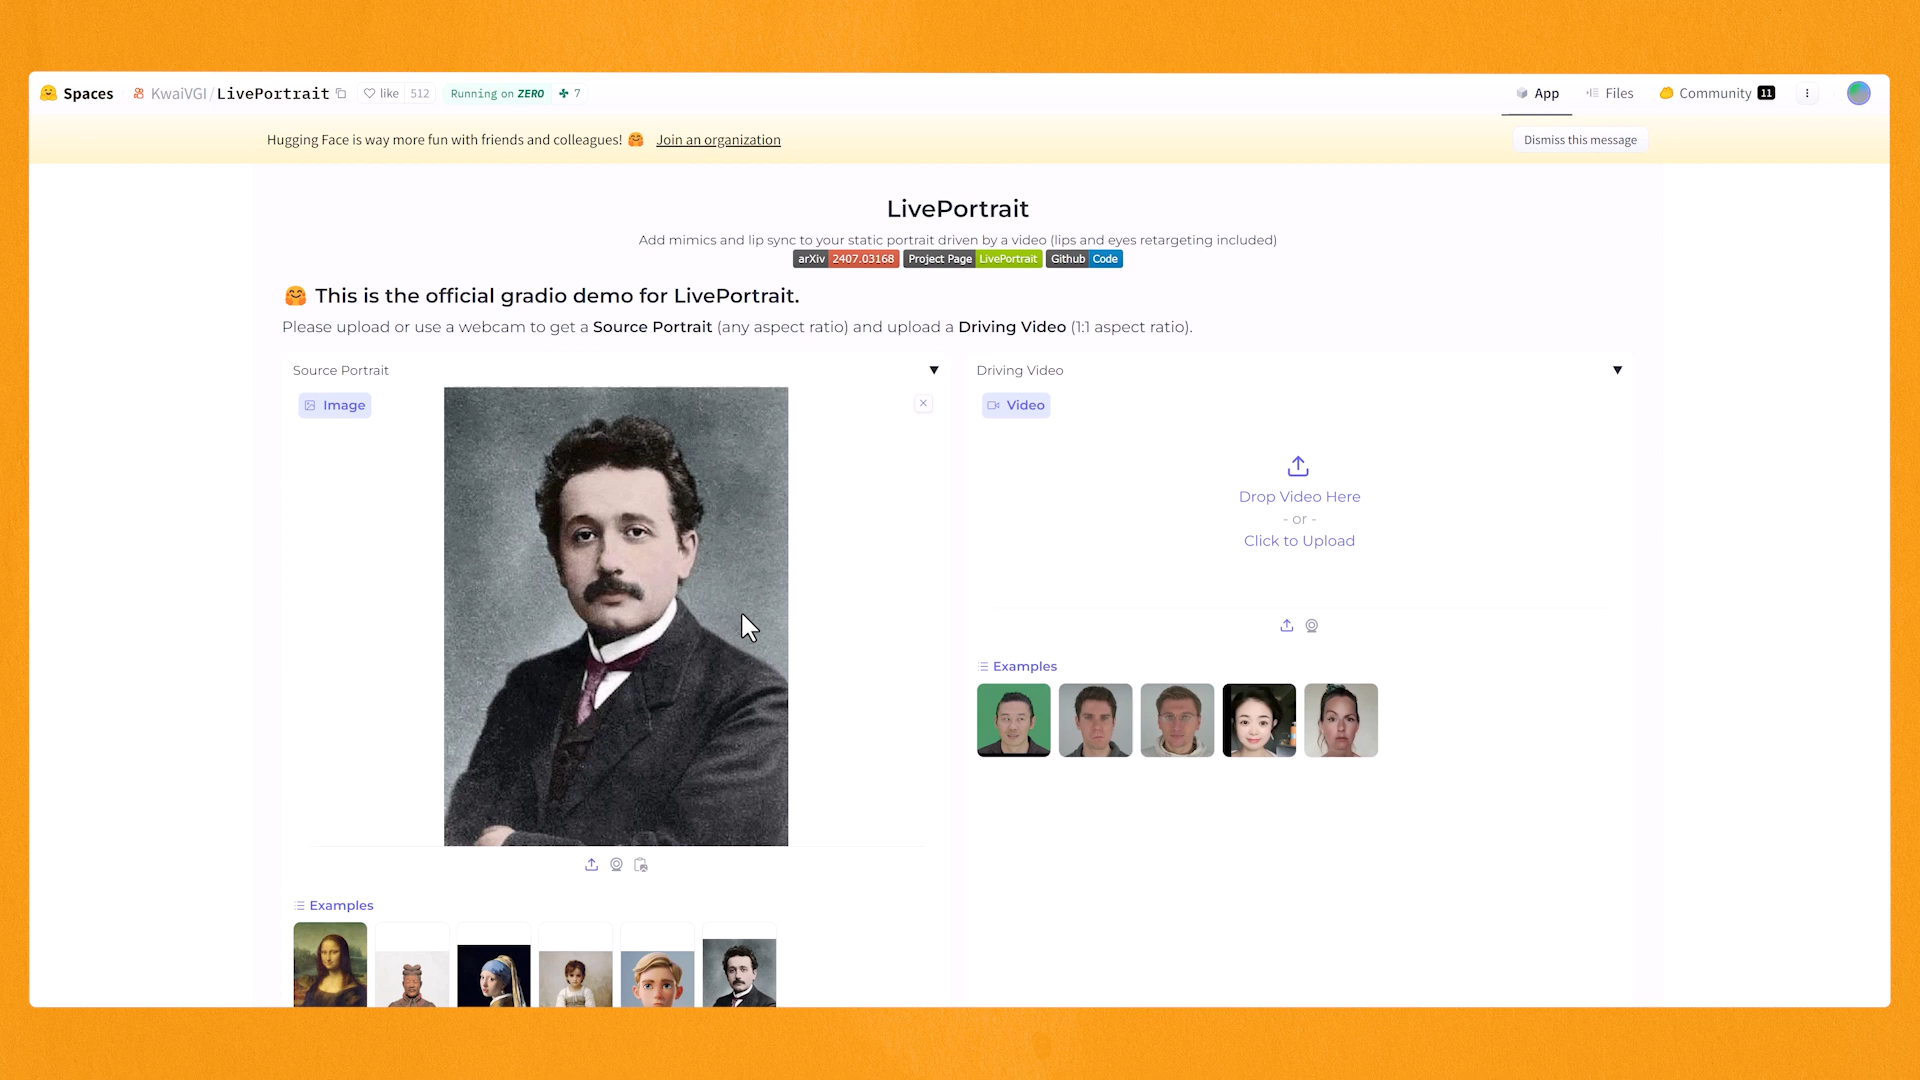 Spaces KwaiVGI/LivePortrait like 512 Running on ZERO 7 App Files Community 11
Hugging Face is way more fun with friends and colleagues! 🤗 Join an organization Dismiss this message
LivePortrait
Add mimics and lip sync to your static portrait driven by a video (lips and eyes retargeting included)
arXiv 2407.03168 Project Page LivePortrait Github Code
🤗 This is the official gradio demo for LivePortrait.
Please upload or use a webcam to get a Source Portrait (any aspect ratio) and upload a Driving Video (1:1 aspect ratio).
Source Portrait
Image
Examples
Driving Video
Video
Drop Video Here
- or -
Click to Upload
Examples